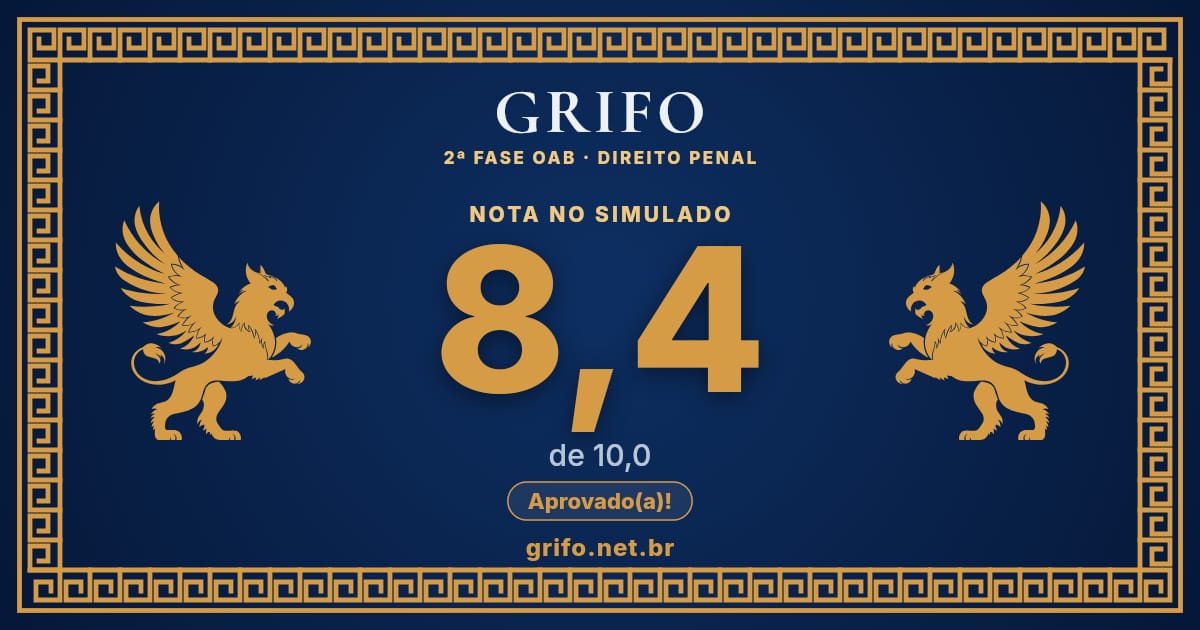 GRIFO
2ª FASE OAB · DIREITO PENAL
NOTA NO SIMULADO
8,4
de 10,0
Aprovado(a)!
grifo.net.br